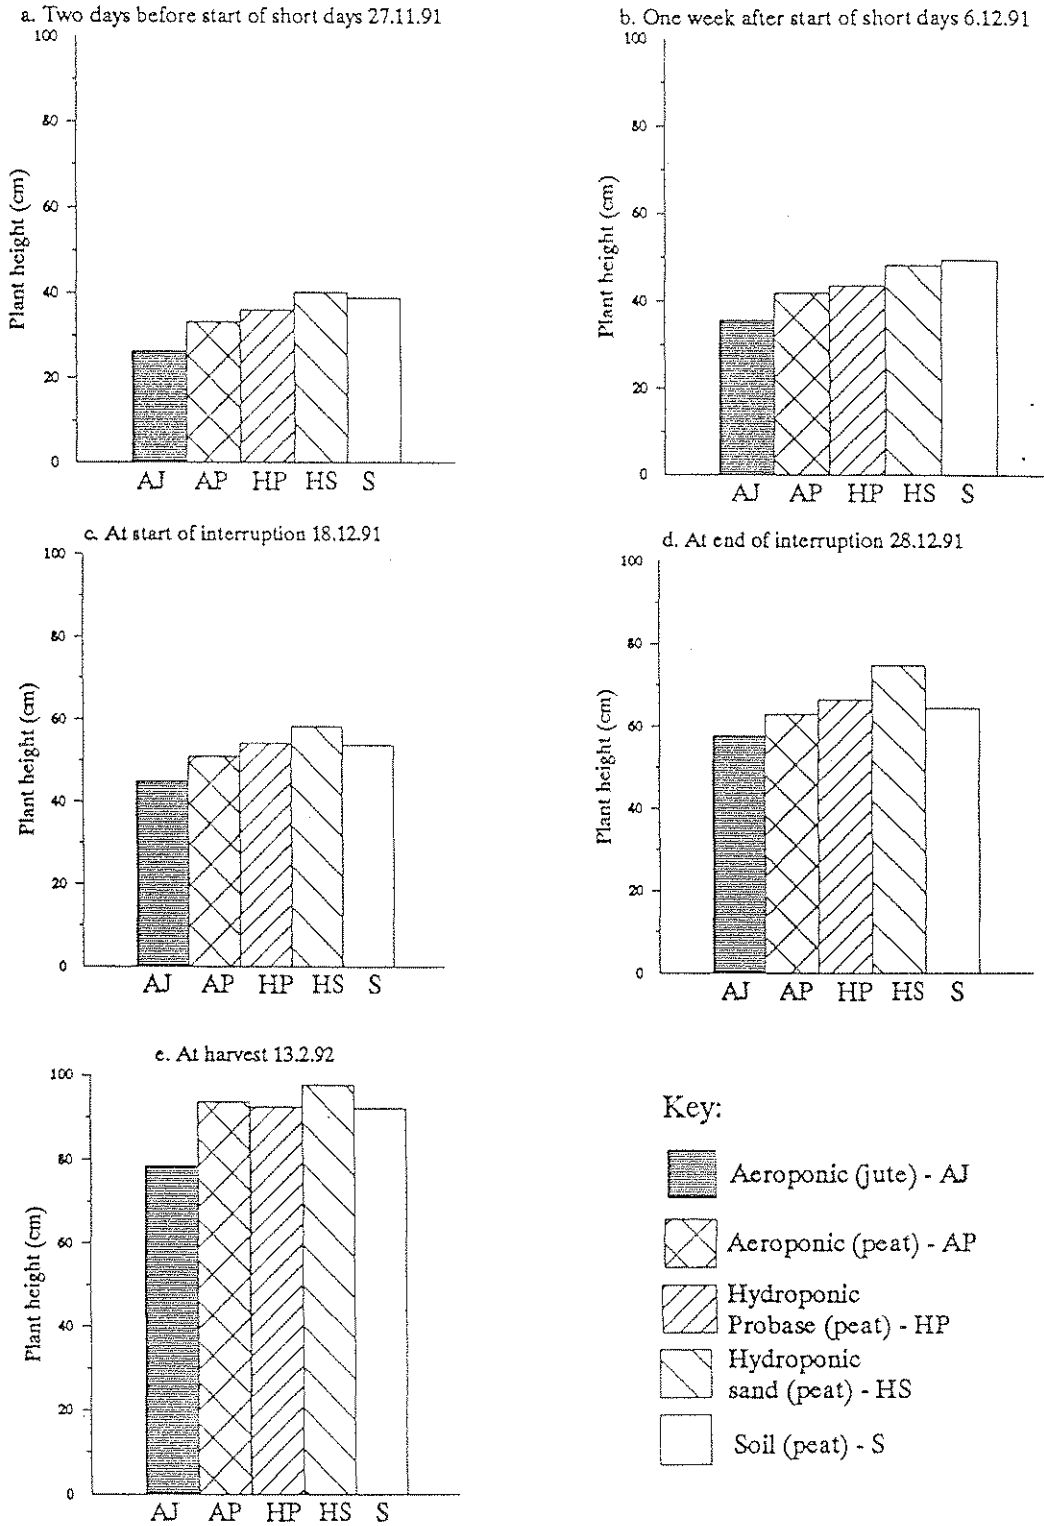 a. Two days before start of short days 27.11.91
100
80
60
40
20
0
Plant height (cm)
AJ AP HP HS S
b. One week after start of short days 6.12.91
100
80
60
40
20
0
Plant height (cm)
AJ AP HP HS S
c. At start of interruption 18.12.91
100
80
60
40
20
0
Plant height (cm)
AJ AP HP HS S
d. At end of interruption 28.12.91
100
80
60
40
20
0
Plant height (cm)
AJ AP HP HS S
e. At harvest 13.2.92
100
80
60
40
20
0
Plant height (cm)
AJ AP HP HS S
Key:
Aeroponic (jute) - AJ
Aeroponic (peat) - AP
Hydroponic
Probase (peat) - HP
Hydroponic
sand (peat) - HS
Soil (peat) - S